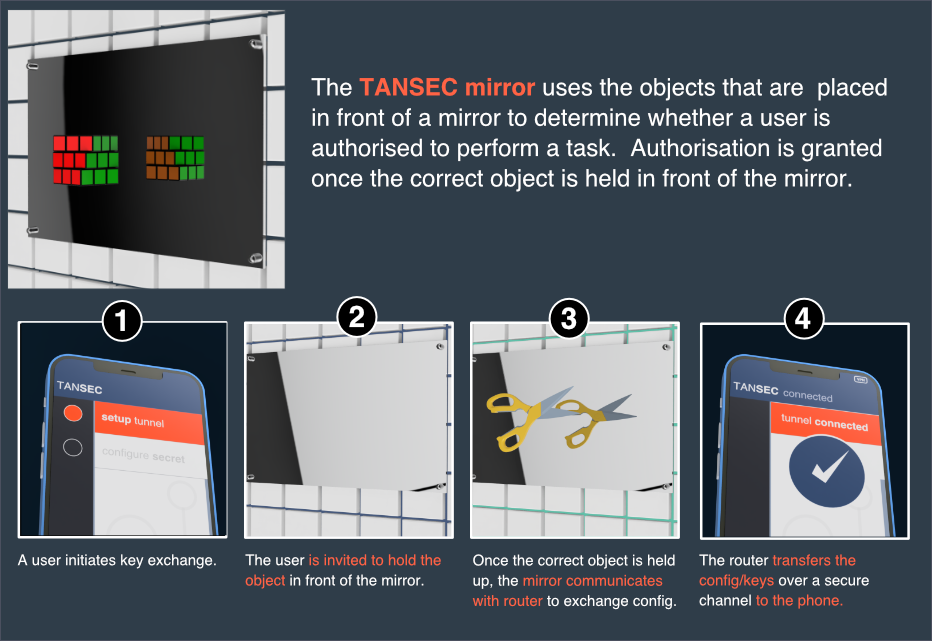 The TANSEC mirror uses the objects that are placed
in front of a mirror to determine whether a user is
authorised to perform a task. Authorisation is granted
once the correct object is held in front of the mirror.
1
TANSEC
setup tunnel
configure secret
A user initiates key exchange.
2
The user is invited to hold the
object in front of the mirror.
3
Once the correct object is held
up, the mirror communicates
with router to exchange config.
4
TANSEC connected
tunnel connected
The router transfers the
config/keys over a secure
channel to the phone.